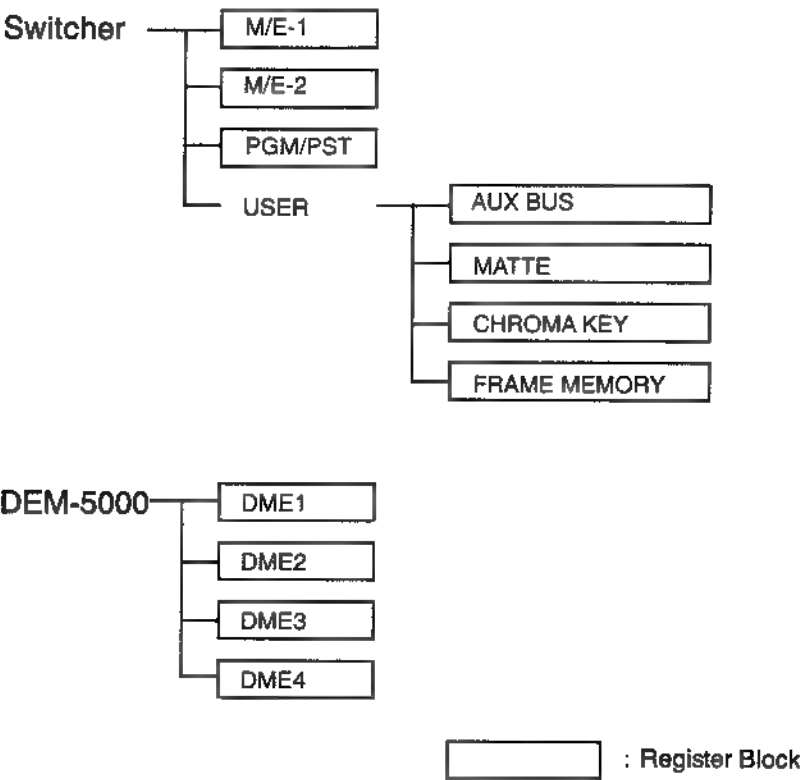 Switcher
M/E-1
M/E-2
PGM/PST
USER
AUX BUS
MATTE
CHROMA KEY
FRAME MEMORY
DEM-5000
DME1
DME2
DME3
DME4
: Register Block